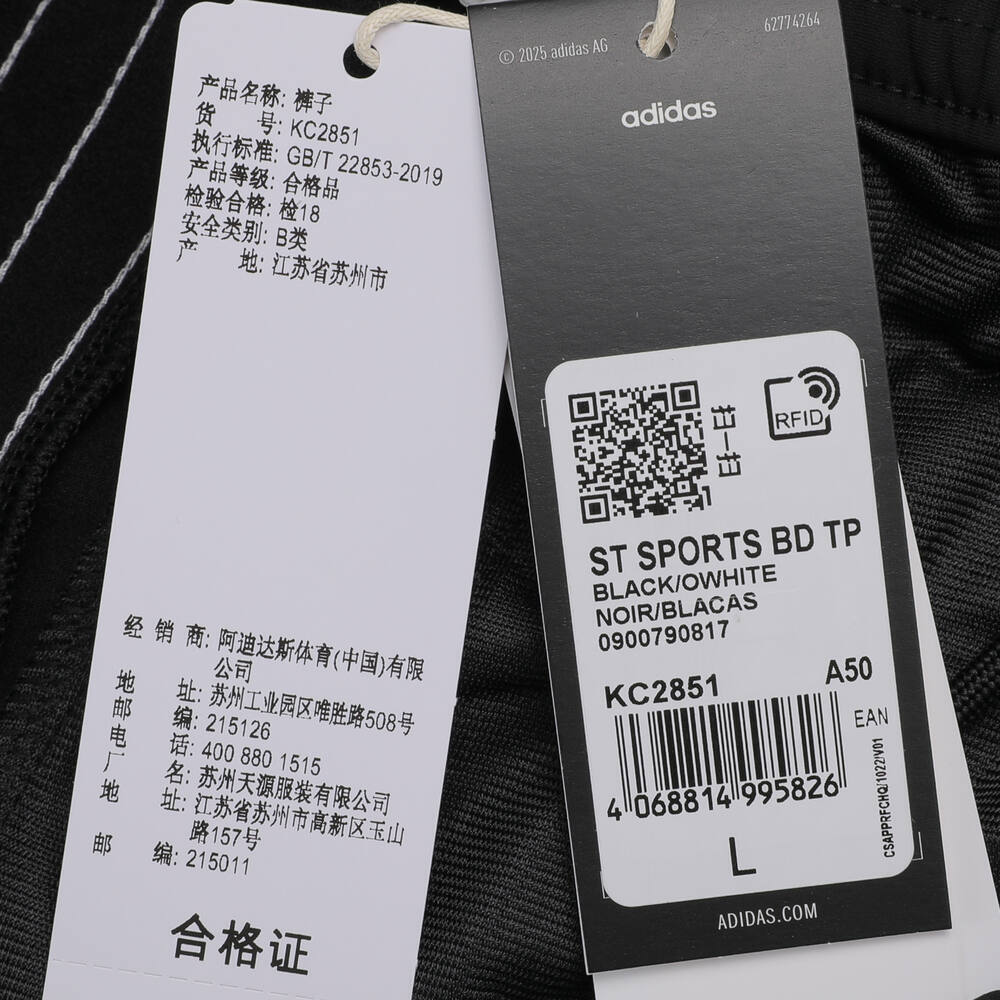 产品名称: 裤子
货 号: KC2851
执行标准: GB/T 22853-2019
产品等级: 合格品
检验合格: 检18
安全类别: B类
产 地: 江苏省苏州市
经 销 商: 阿迪达斯体育(中国)有限
公司
地 址: 苏州工业园区唯胜路508号
邮 编: 215126
电 话: 400 880 1515
厂 名: 苏州天源服装有限公司
地 址: 江苏省苏州市高新区玉山
路157号
邮 编: 215011
合格证
© 2025 adidas AG
62774264
adidas
扫一扫
RFID
ST SPORTS BD TP
BLACK/OWHITE
NOIR/BLACAS
0900790817
KC2851 A50
EAN
4 068814 995826
CSAPPRFCHQ/1022/V01
L
ADIDAS.COM